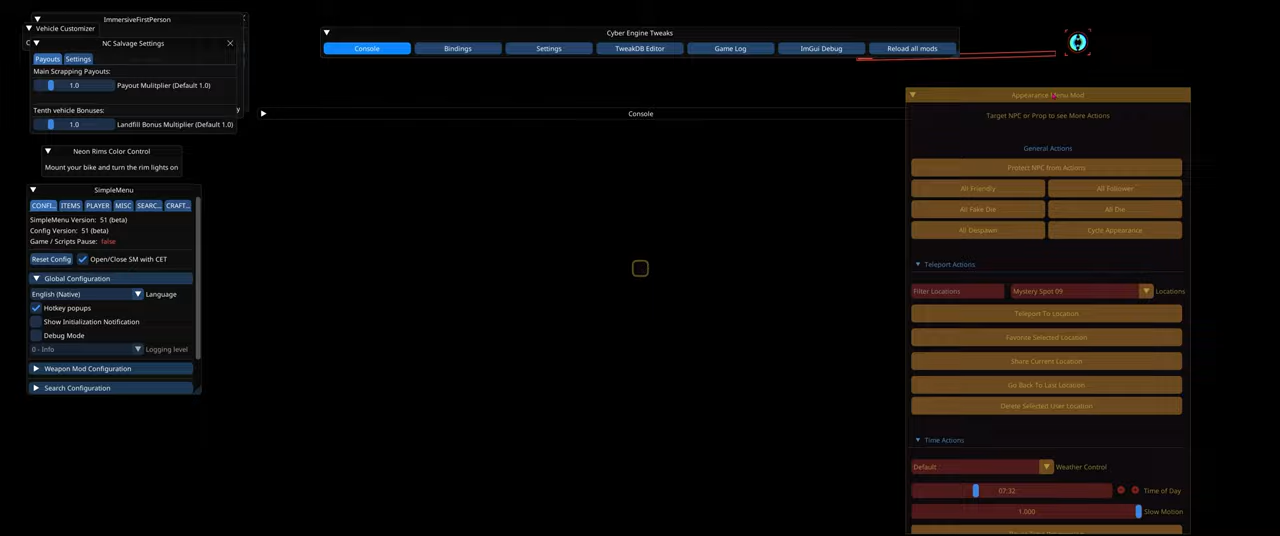 ImmersiveFirstPerson
Vehicle Customizer
NC Salvage Settings
Payouts Settings
Main Scrapping Payouts:
1.0 Payout Mulitplier (Default 1.0)
y
Tenth vehicle Bonuses:
1.0 Landfill Bonus Multiplier (Default 1.0)
Neon Rims Color Control
Mount your bike and turn the rim lights on
SimpleMenu
CONFI... ITEMS PLAYER MISC SEARC... CRAFT...
SimpleMenu Version: 51 (beta)
Config Version: 51 (beta)
Game / Scripts Pause: false
Reset Config Open/Close SM with CET
Global Configuration
English (Native) Language
Hotkey popups
Show Initialization Notification
Debug Mode
0 - Info Logging level
Weapon Mod Configuration
Search Configuration
Cyber Engine Tweaks
Console Bindings Settings TweakDB Editor Game Log ImGui Debug Reload all mods
Console
Appearance Menu Mod
Target NPC or Prop to see More Actions
General Actions
Protect NPC from Actions
All Friendly All Follower
All Fake Die All Die
All Despawn Cycle Appearance
Teleport Actions
Filter Locations Mystery Spot 09 Locations
Teleport To Location
Favorite Selected Location
Share Current Location
Go Back To Last Location
Delete Selected User Location
Time Actions
Default Weather Control
07:32 Time of Day
1.000 Slow Motion